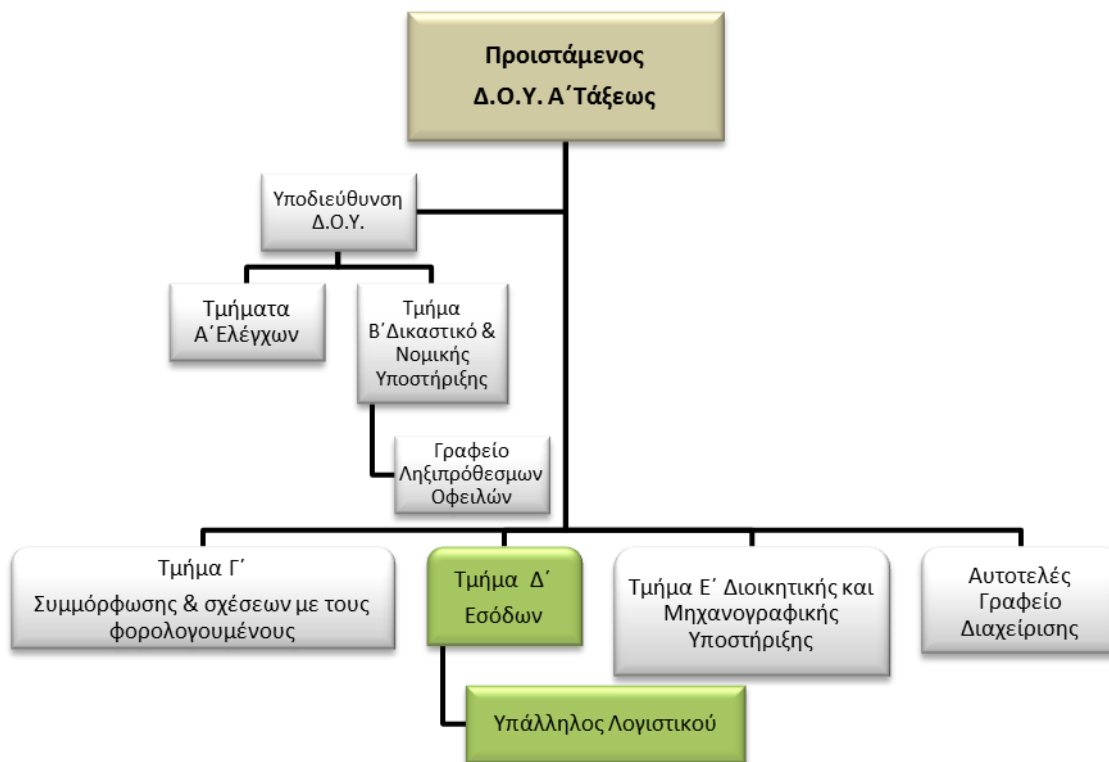 Προιστάμενος
Δ.Ο.Υ. Α΄Τάξεως
Υποδιεύθυνση
Δ.Ο.Υ.
Τμήματα
Α΄Ελέγχων
Τμήμα
Β΄Δικαστικό &
Νομικής
Υποστήριξης
Γραφείο
Ληξιπρόθεσμων
Οφειλών
Τμήμα Γ΄
Συμμόρφωσης & σχέσεων με τους
φορολογουμένους
Τμήμα Δ΄
Εσόδων
Υπάλληλος Λογιστικού
Τμήμα Ε΄ Διοικητικής και
Μηχανογραφικής
Υποστήριξης
Αυτοτελές
Γραφείο
Διαχείρισης